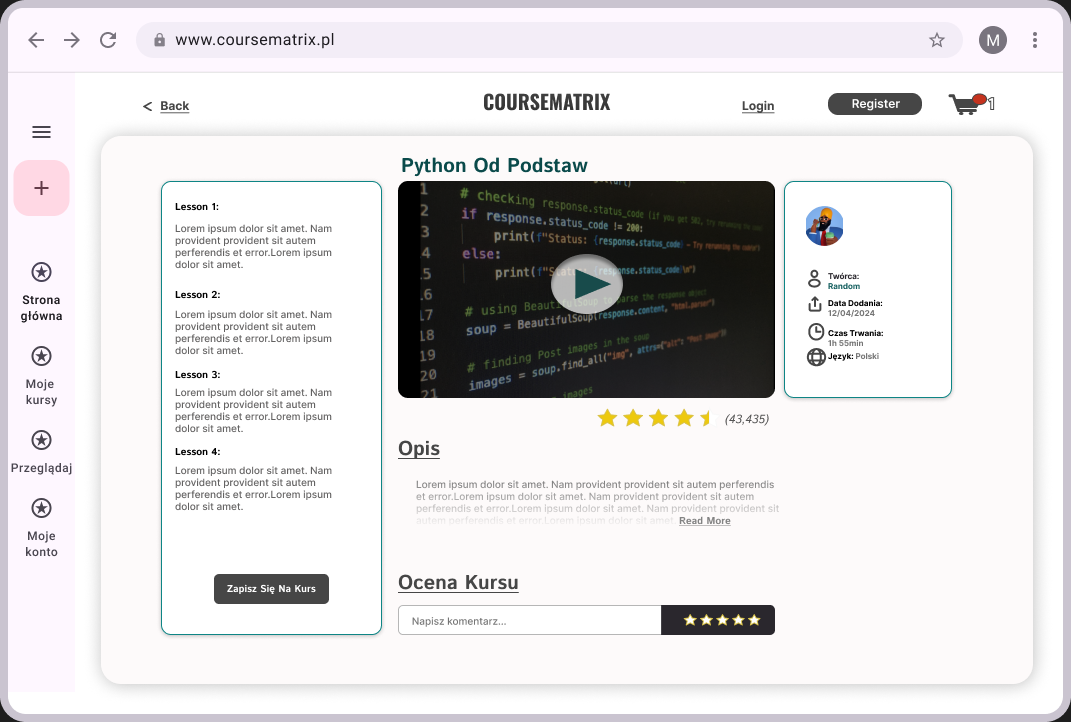 www.coursematrix.pl
M
< Back
COURSEMATRIX
Login
Register
1
Strona
główna
Moje
kursy
Przeglądaj
Moje
konto
Python Od Podstaw
Lesson 1:
Lorem ipsum dolor sit amet. Nam
provident provident sit autem
perferendis et error.Lorem ipsum
dolor sit amet.
Lesson 2:
Lorem ipsum dolor sit amet. Nam
provident provident sit autem
perferendis et error.Lorem ipsum
dolor sit amet.
Lesson 3:
Lorem ipsum dolor sit amet. Nam
provident provident sit autem
perferendis et error.Lorem ipsum
dolor sit amet.
Lesson 4:
Lorem ipsum dolor sit amet. Nam
provident provident sit autem
perferendis et error.Lorem ipsum
dolor sit amet.
Zapisz Się Na Kurs
1
2 # checking response.status_code (if you get 502, try
3 if response.status_code != 200:
4 print(f"Status: {response.status_code}
else:
.5 print(f" {response.status_code}\n")
.6
17 # using parse the response object
18 soup = BeautifulSoup(response.content, "html.parser")
19
20 # finding Post images in the soup
21 images = soup.find_all("img", attrs={"alt": "Post
images
(43,435)
Opis
Lorem ipsum dolor sit amet. Nam provident provident sit autem perferendis
et error.Lorem ipsum dolor sit amet. Nam provident provident sit autem
perferendis et error.Lorem ipsum dolor sit amet. Nam provident provident sit
autem perferendis et error.Lorem ipsum dolor sit amet. Read More
Ocena Kursu
Napisz komentarz...
Twórca:
Random
Data Dodania:
12/04/2024
Czas Trwania:
1h 55min
Język: Polski